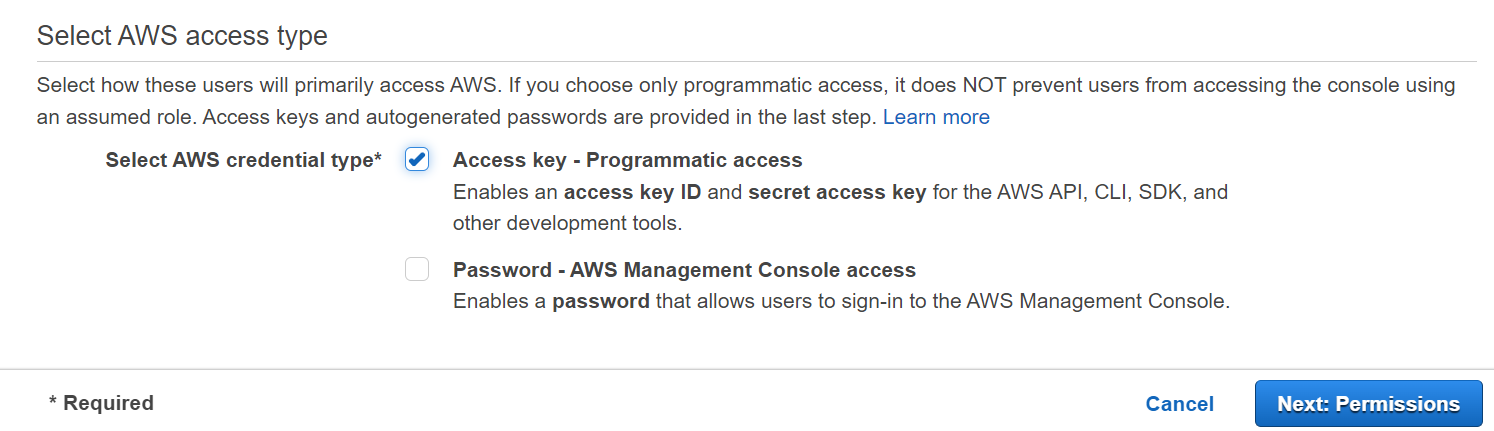 Select AWS access type
Select how these users will primarily access AWS. If you choose only programmatic access, it does NOT prevent users from accessing the console using
an assumed role. Access keys and autogenerated passwords are provided in the last step. Learn more
Select AWS credential type* Access key - Programmatic access
Enables an access key ID and secret access key for the AWS API, CLI, SDK, and
other development tools.
Password - AWS Management Console access
Enables a password that allows users to sign-in to the AWS Management Console.
* Required Cancel Next: Permissions